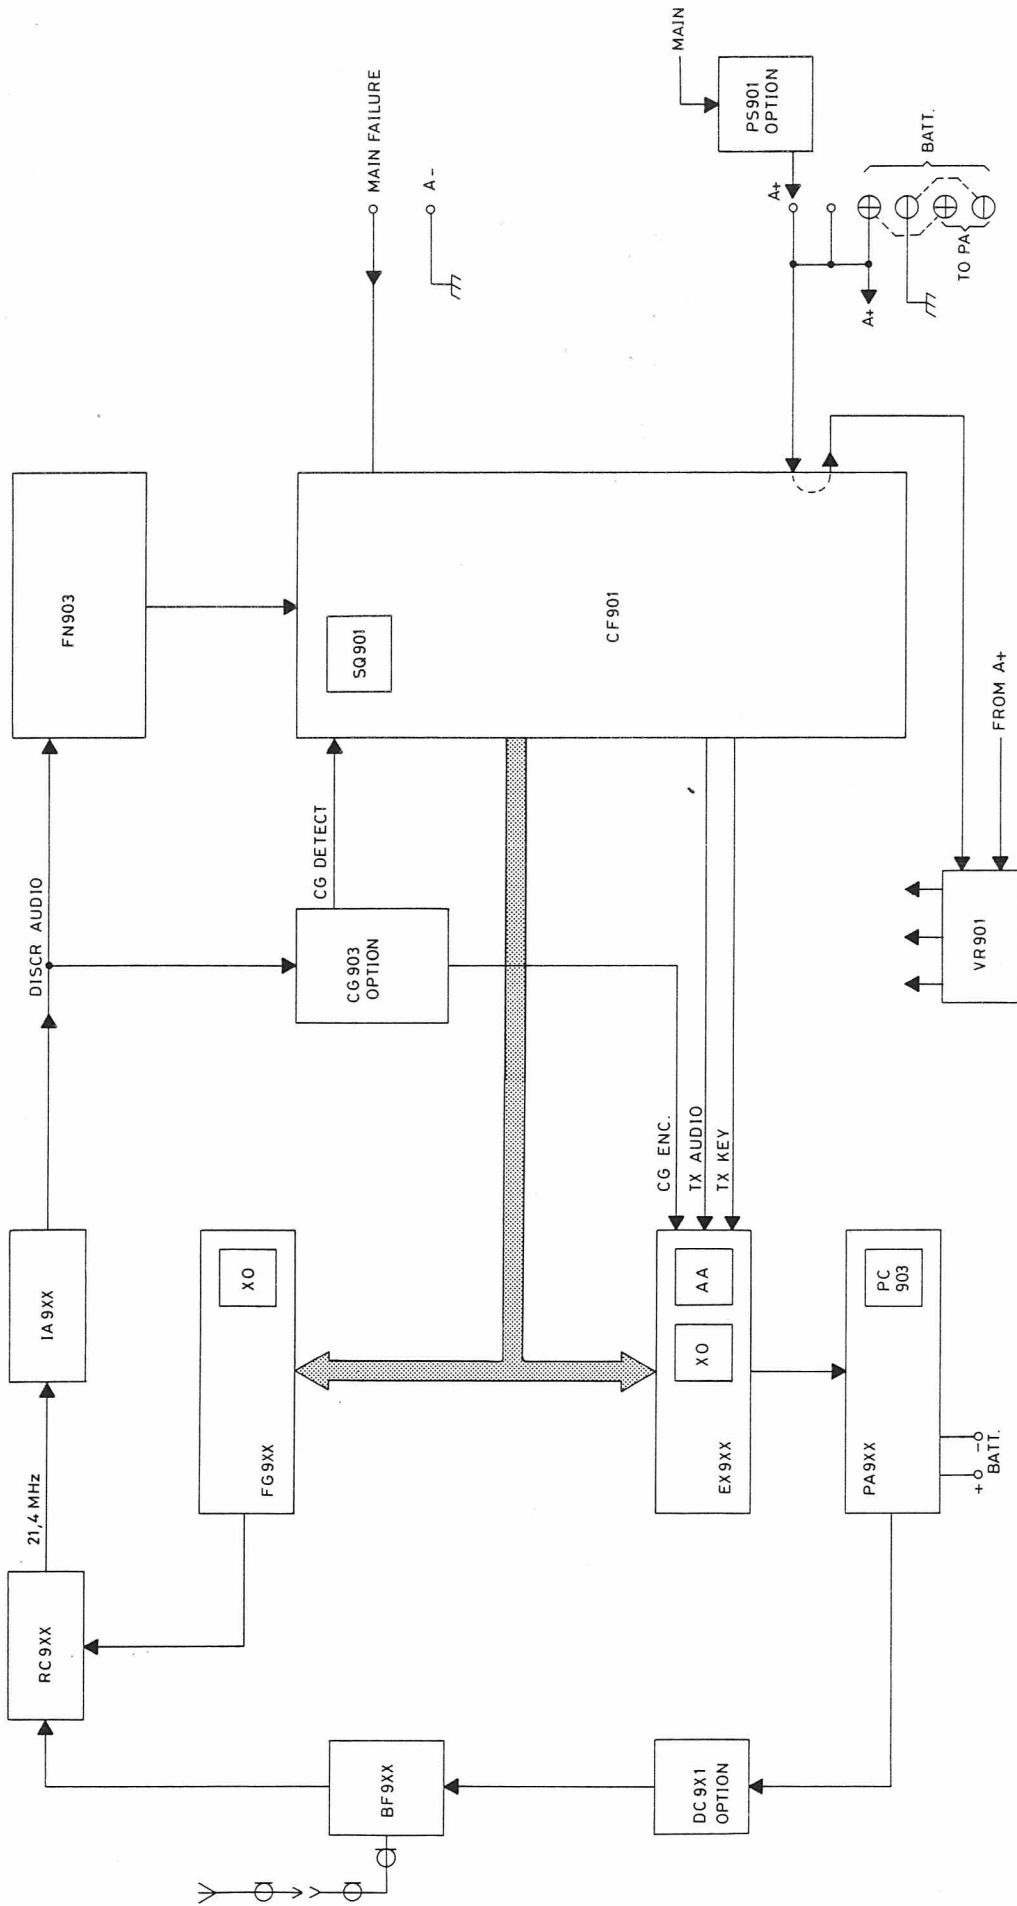 RC9XX
21,4 MHz
IA9XX
DISCR AUDIO
FN903
FG9XX
XO
CG903
OPTION
CG DETECT
SQ901
CF901
MAIN FAILURE
A-
BF9XX
DC9X1
OPTION
EX9XX
XO
AA
CG ENC.
TX AUDIO
TX KEY
PA9XX
PC
903
+
-
BATT.
VR901
FROM A+
MAIN
PS901
OPTION
A+
A+
TO PA
BATT.